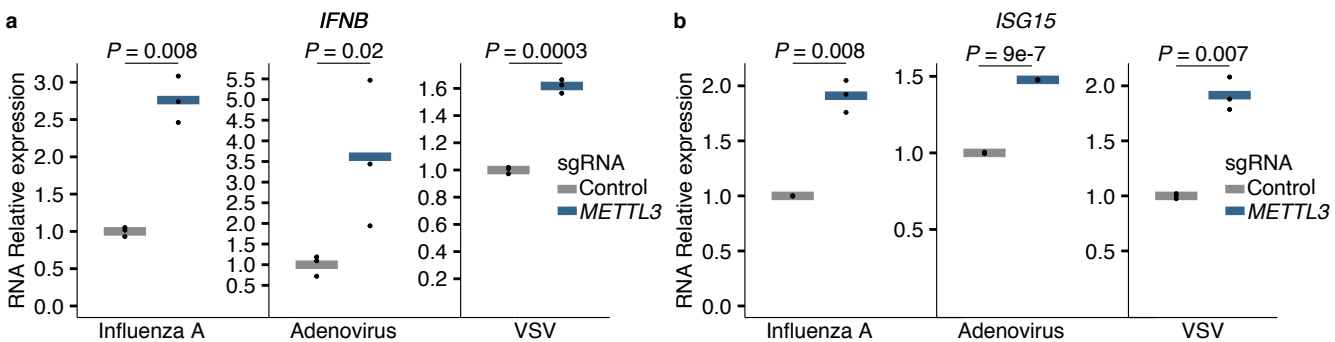 a
IFNB
P = 0.008
P = 0.02
P = 0.0003
RNA Relative expression
3.0
2.5
2.0
1.5
1.0
0.5
0.0
5.5
5.0
4.5
4.0
3.5
3.0
2.5
2.0
1.5
1.0
0.5
1.6
1.4
1.2
1.0
0.8
0.6
0.4
0.2
sgRNA
Control
METTL3
Influenza A
Adenovirus
VSV
b
ISG15
P = 0.008
P = 9e-7
P = 0.007
RNA Relative expression
2.0
1.5
1.0
0.5
0.0
1.5
1.0
0.5
2.0
1.5
1.0
0.5
sgRNA
Control
METTL3
Influenza A
Adenovirus
VSV